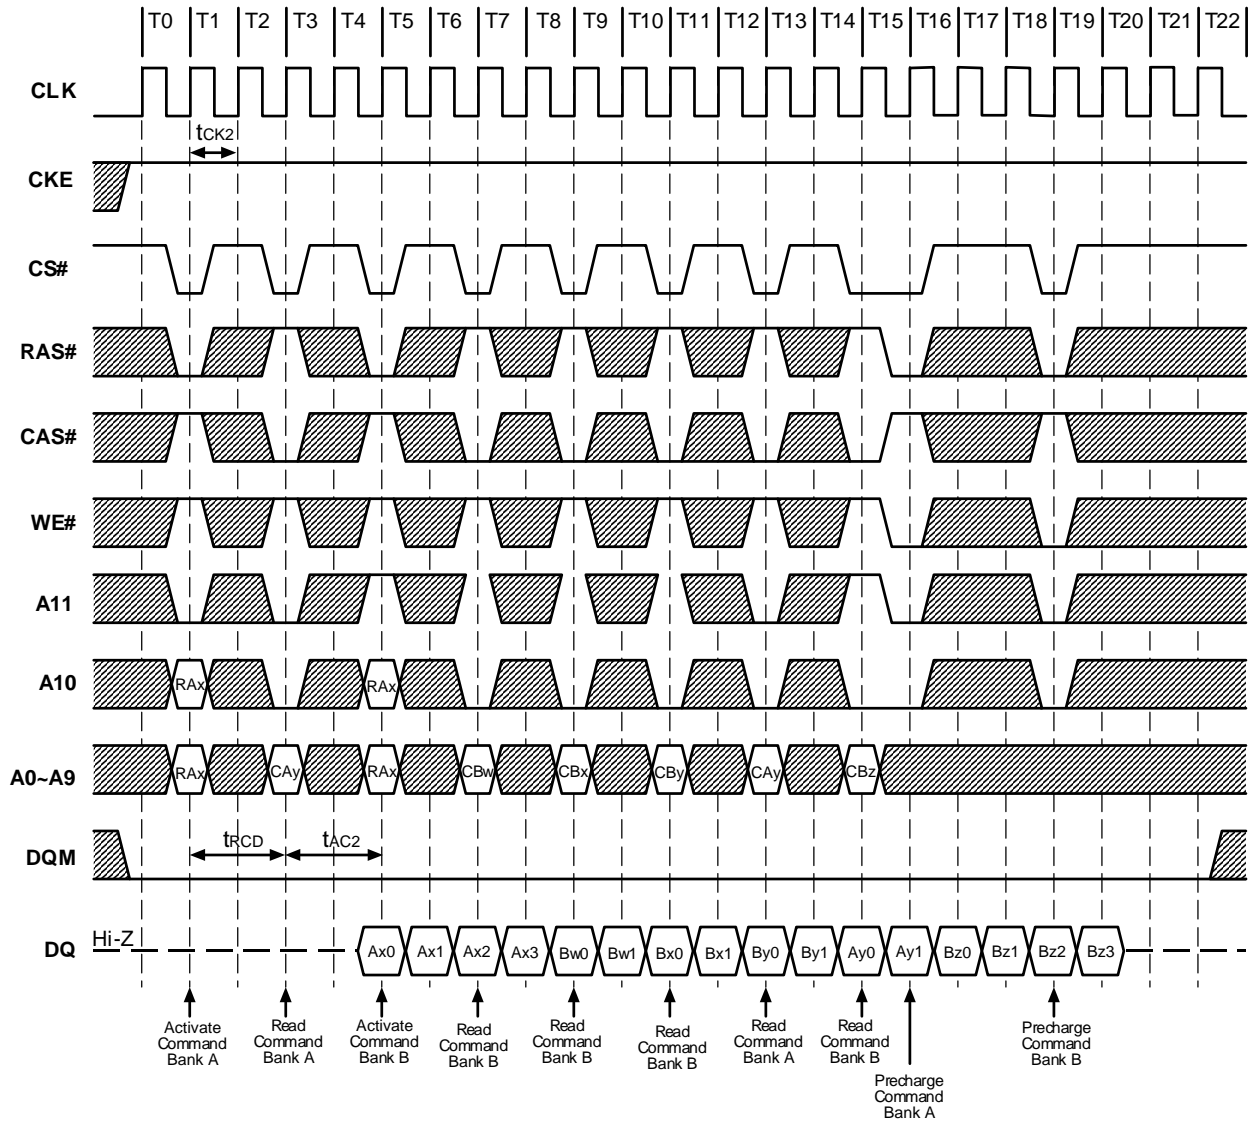 T0 T1 T2 T3 T4 T5 T6 T7 T8 T9 T10 T11 T12 T13 T14 T15 T16 T17 T18 T19 T20 T21 T22
CLK
tCK2
CKE
CS#
RAS#
CAS#
WE#
A11
A10
RAx RAx
A0~A9
RAx CAy RAx CBw CBx CBy CAy CBz
DQM
tRCD tAC2
DQ
Hi-Z
Ax0 Ax1 Ax2 Ax3 Bw0 Bw1 Bx0 Bx1 By0 By1 Ay0 Ay1 Bz0 Bz1 Bz2 Bz3
Activate
Command
Bank A
Read
Command
Bank A
Activate
Command
Bank B
Read
Command
Bank B
Read
Command
Bank B
Read
Command
Bank B
Read
Command
Bank A
Read
Command
Bank B
Precharge
Command
Bank A
Precharge
Command
Bank B